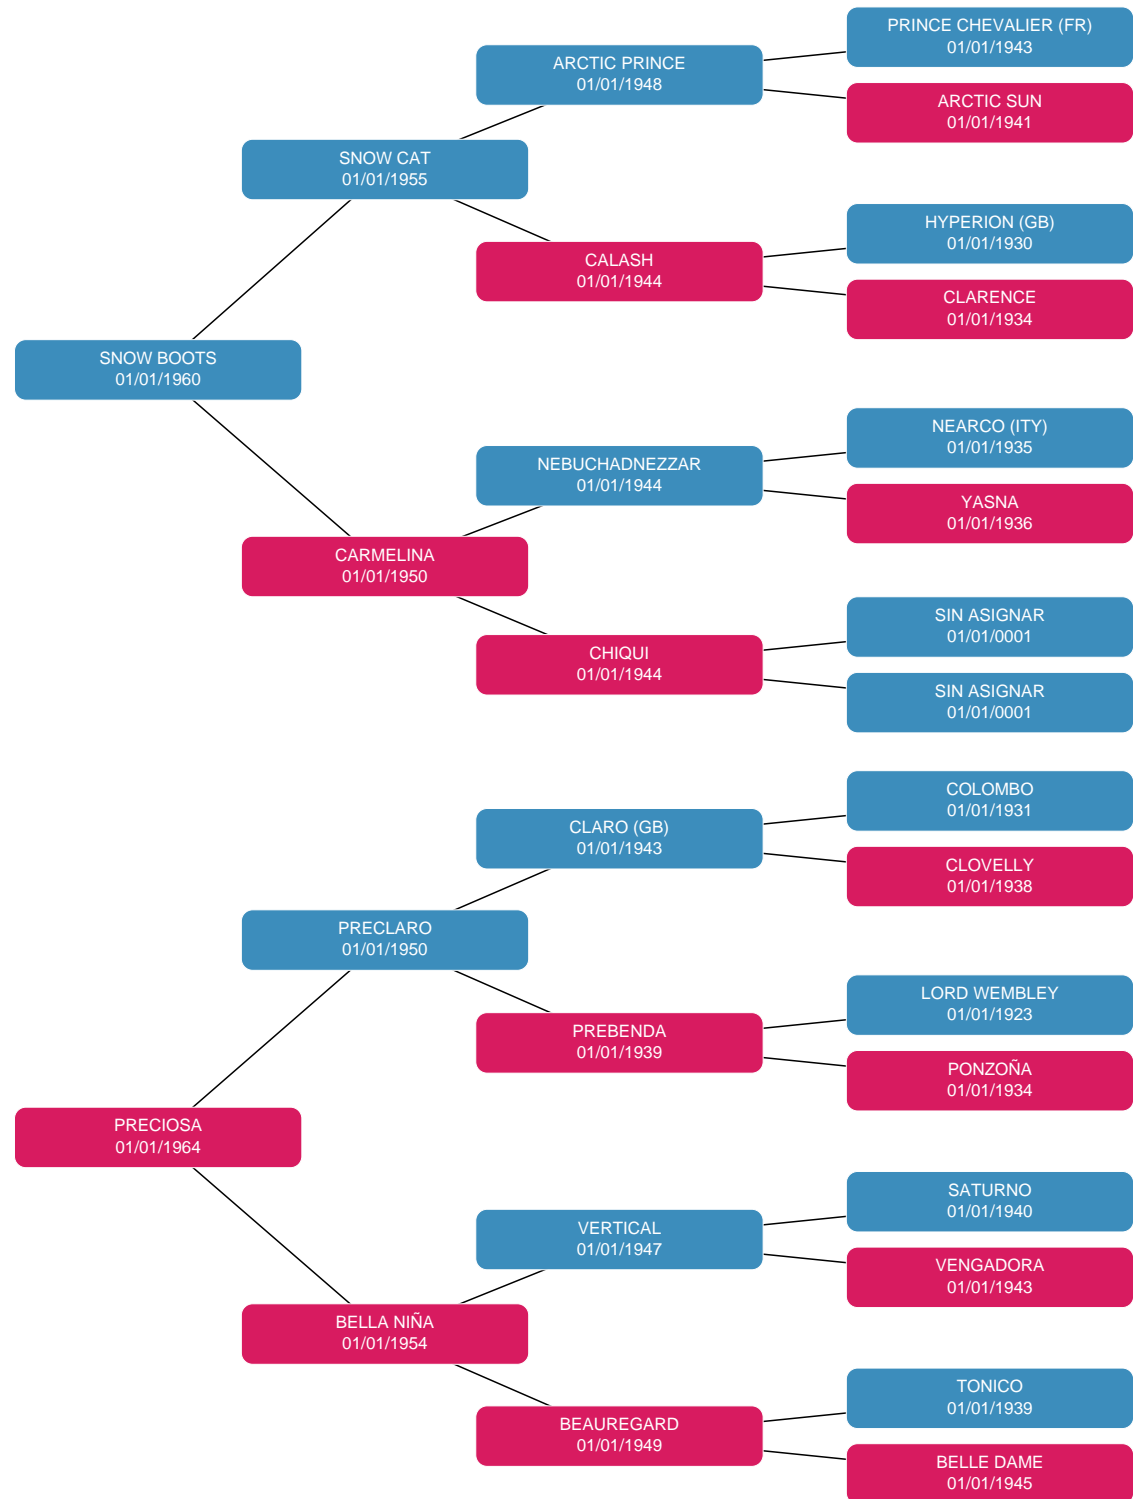 PRINCE CHEVALIER (FR)
01/01/1943
ARCTIC PRINCE
01/01/1948
ARCTIC SUN
01/01/1941
SNOW CAT
01/01/1955
HYPERION (GB)
01/01/1930
CALASH
01/01/1944
CLARENCE
01/01/1934
SNOW BOOTS
01/01/1960
NEARCO (ITY)
01/01/1935
NEBUCHADNEZZAR
01/01/1944
YASNA
01/01/1936
CARMELINA
01/01/1950
SIN ASIGNAR
01/01/0001
CHIQUI
01/01/1944
SIN ASIGNAR
01/01/0001
COLOMBO
01/01/1931
CLARO (GB)
01/01/1943
CLOVELLY
01/01/1938
PRECLARO
01/01/1950
LORD WEMBLEY
01/01/1923
PREBENDA
01/01/1939
PONZOÑA
01/01/1934
PRECIOSA
01/01/1964
SATURNO
01/01/1940
VERTICAL
01/01/1947
VENGADORA
01/01/1943
BELLA NIÑA
01/01/1954
TONICO
01/01/1939
BEAUREGARD
01/01/1949
BELLE DAME
01/01/1945